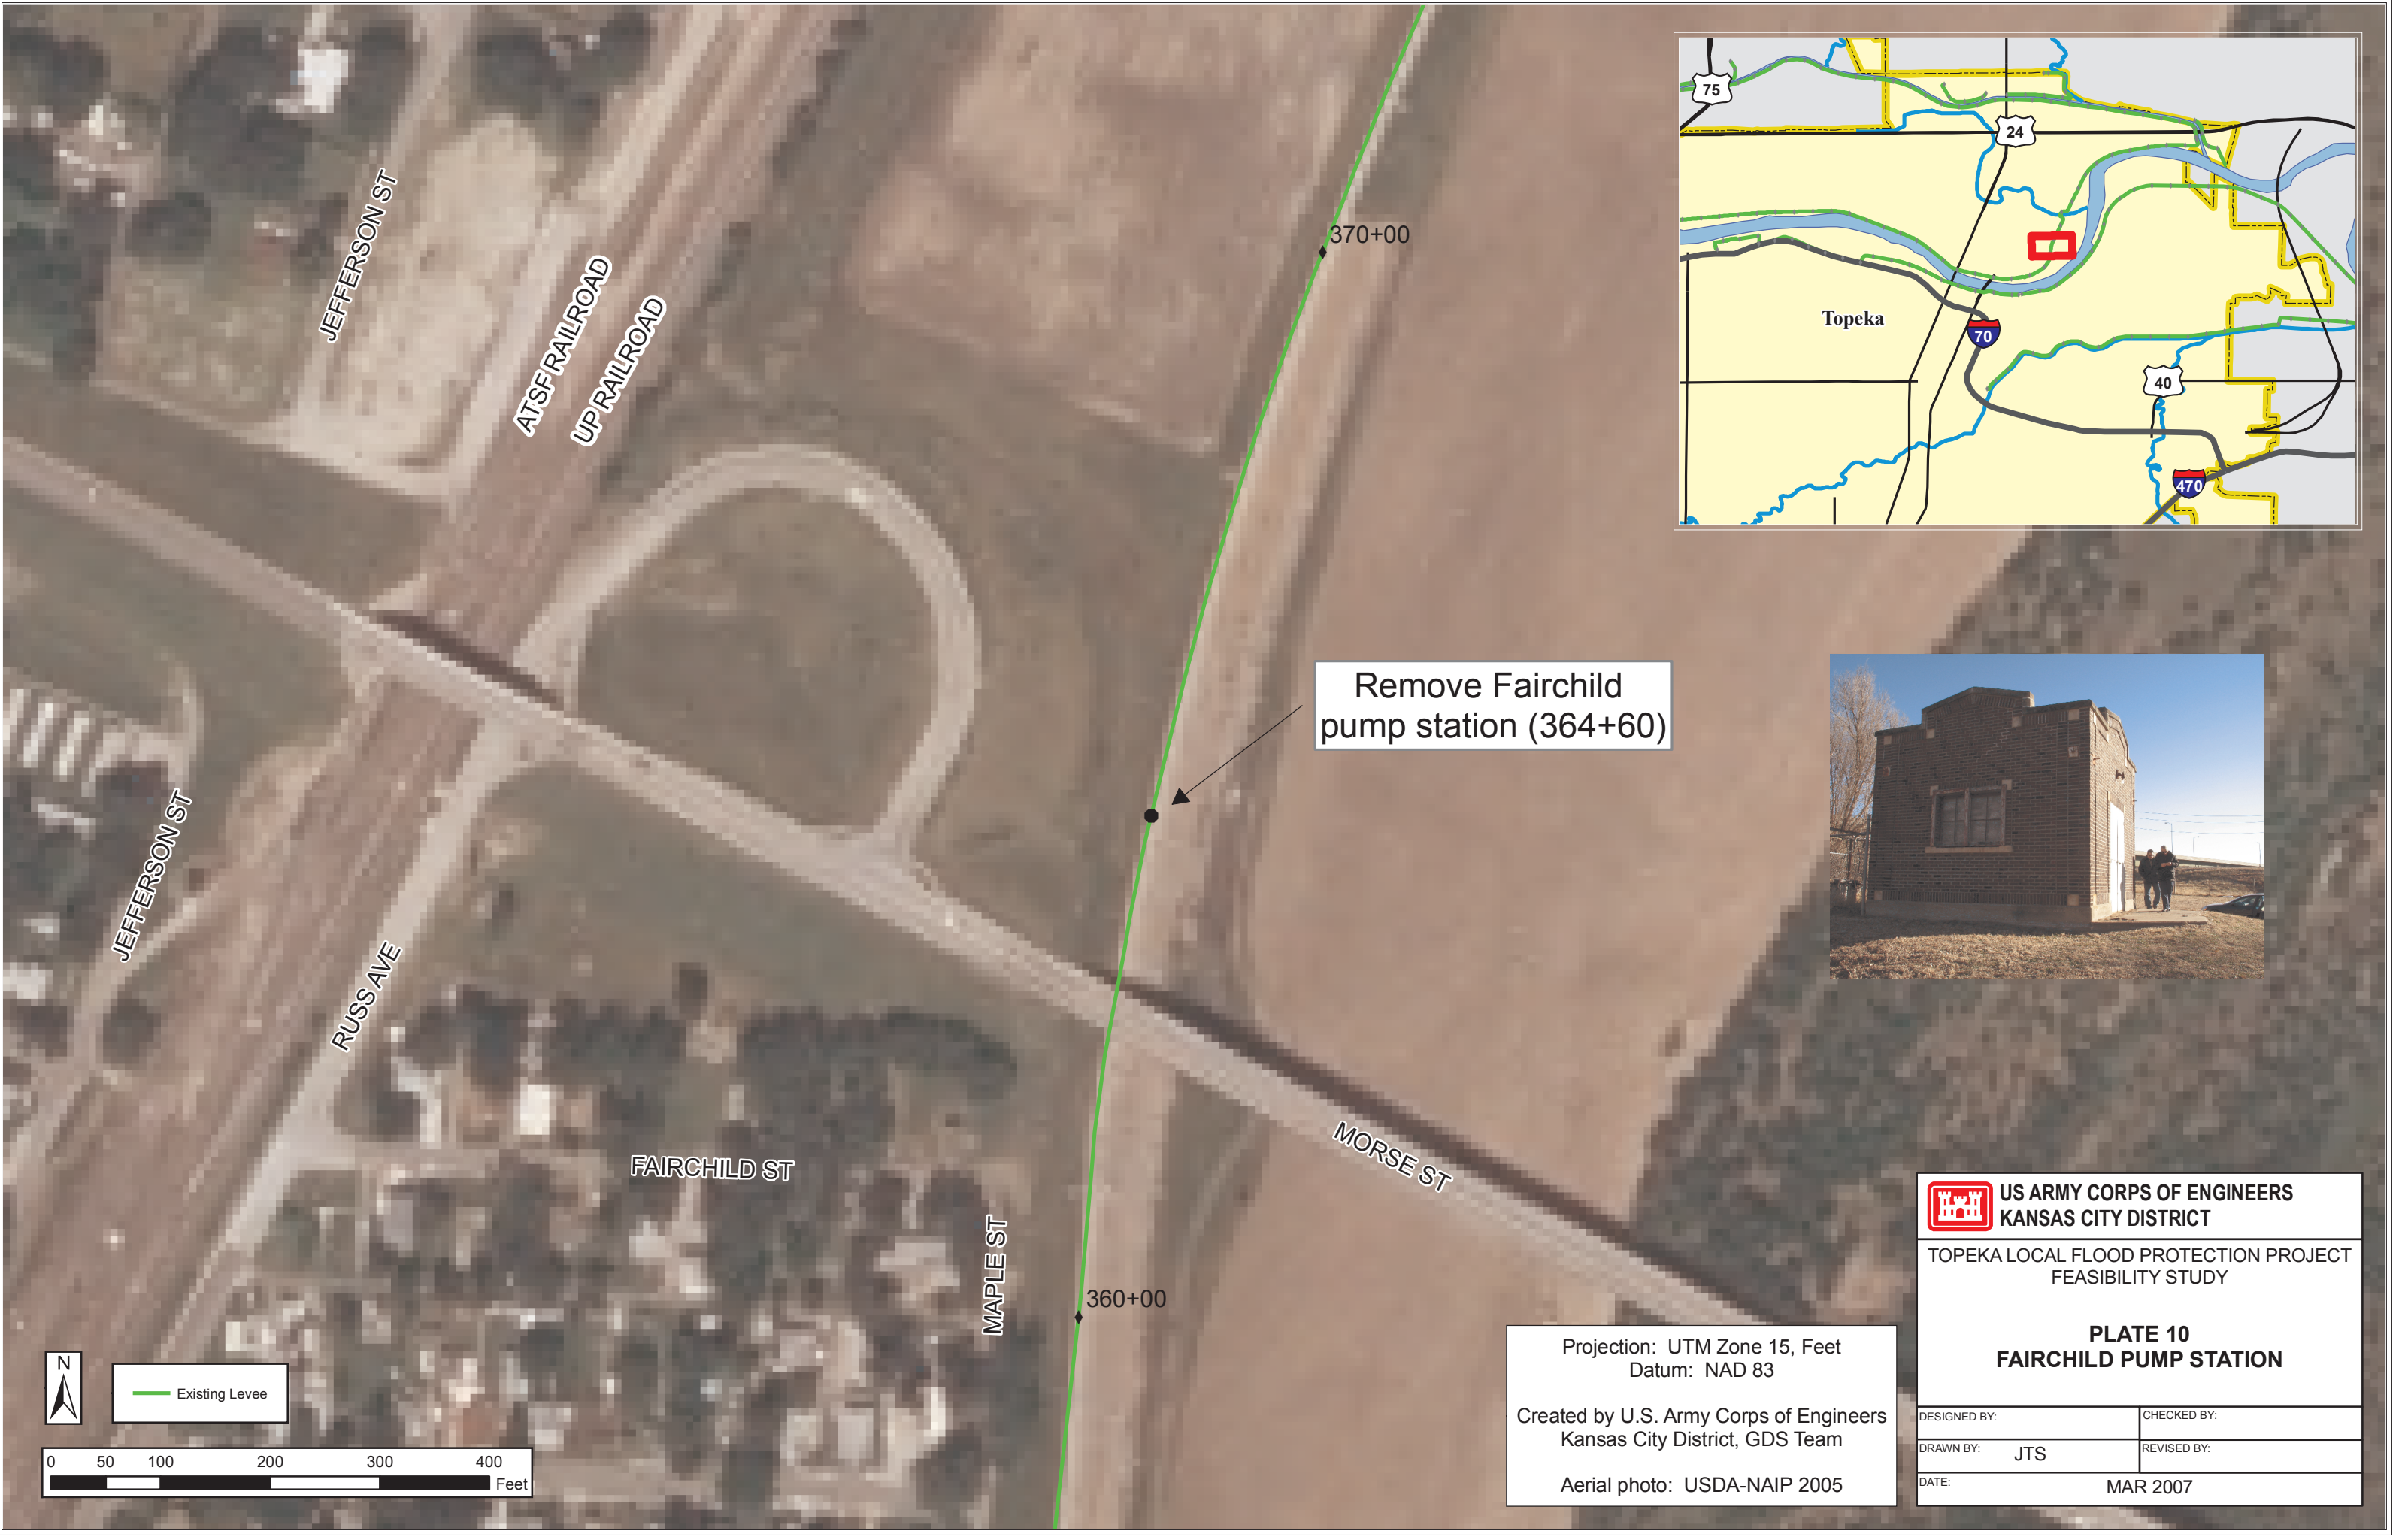 75
24
Topeka
70
40
470
JEFFERSON ST
ATSF RAILROAD
UP RAILROAD
370+00
Remove Fairchild
pump station (364+60)
JEFFERSON ST
RUSS AVE
FAIRCHILD ST
MAPLE ST
MORSE ST
360+00
N
Existing Levee
0 50 100 200 300 400
Feet
Projection: UTM Zone 15, Feet
Datum: NAD 83
Created by U.S. Army Corps of Engineers
Kansas City District, GDS Team
Aerial photo: USDA-NAIP 2005
US ARMY CORPS OF ENGINEERS
KANSAS CITY DISTRICT
TOPEKA LOCAL FLOOD PROTECTION PROJECT
FEASIBILITY STUDY
PLATE 10
FAIRCHILD PUMP STATION
DESIGNED BY:
CHECKED BY:
DRAWN BY: JTS
REVISED BY:
DATE: MAR 2007